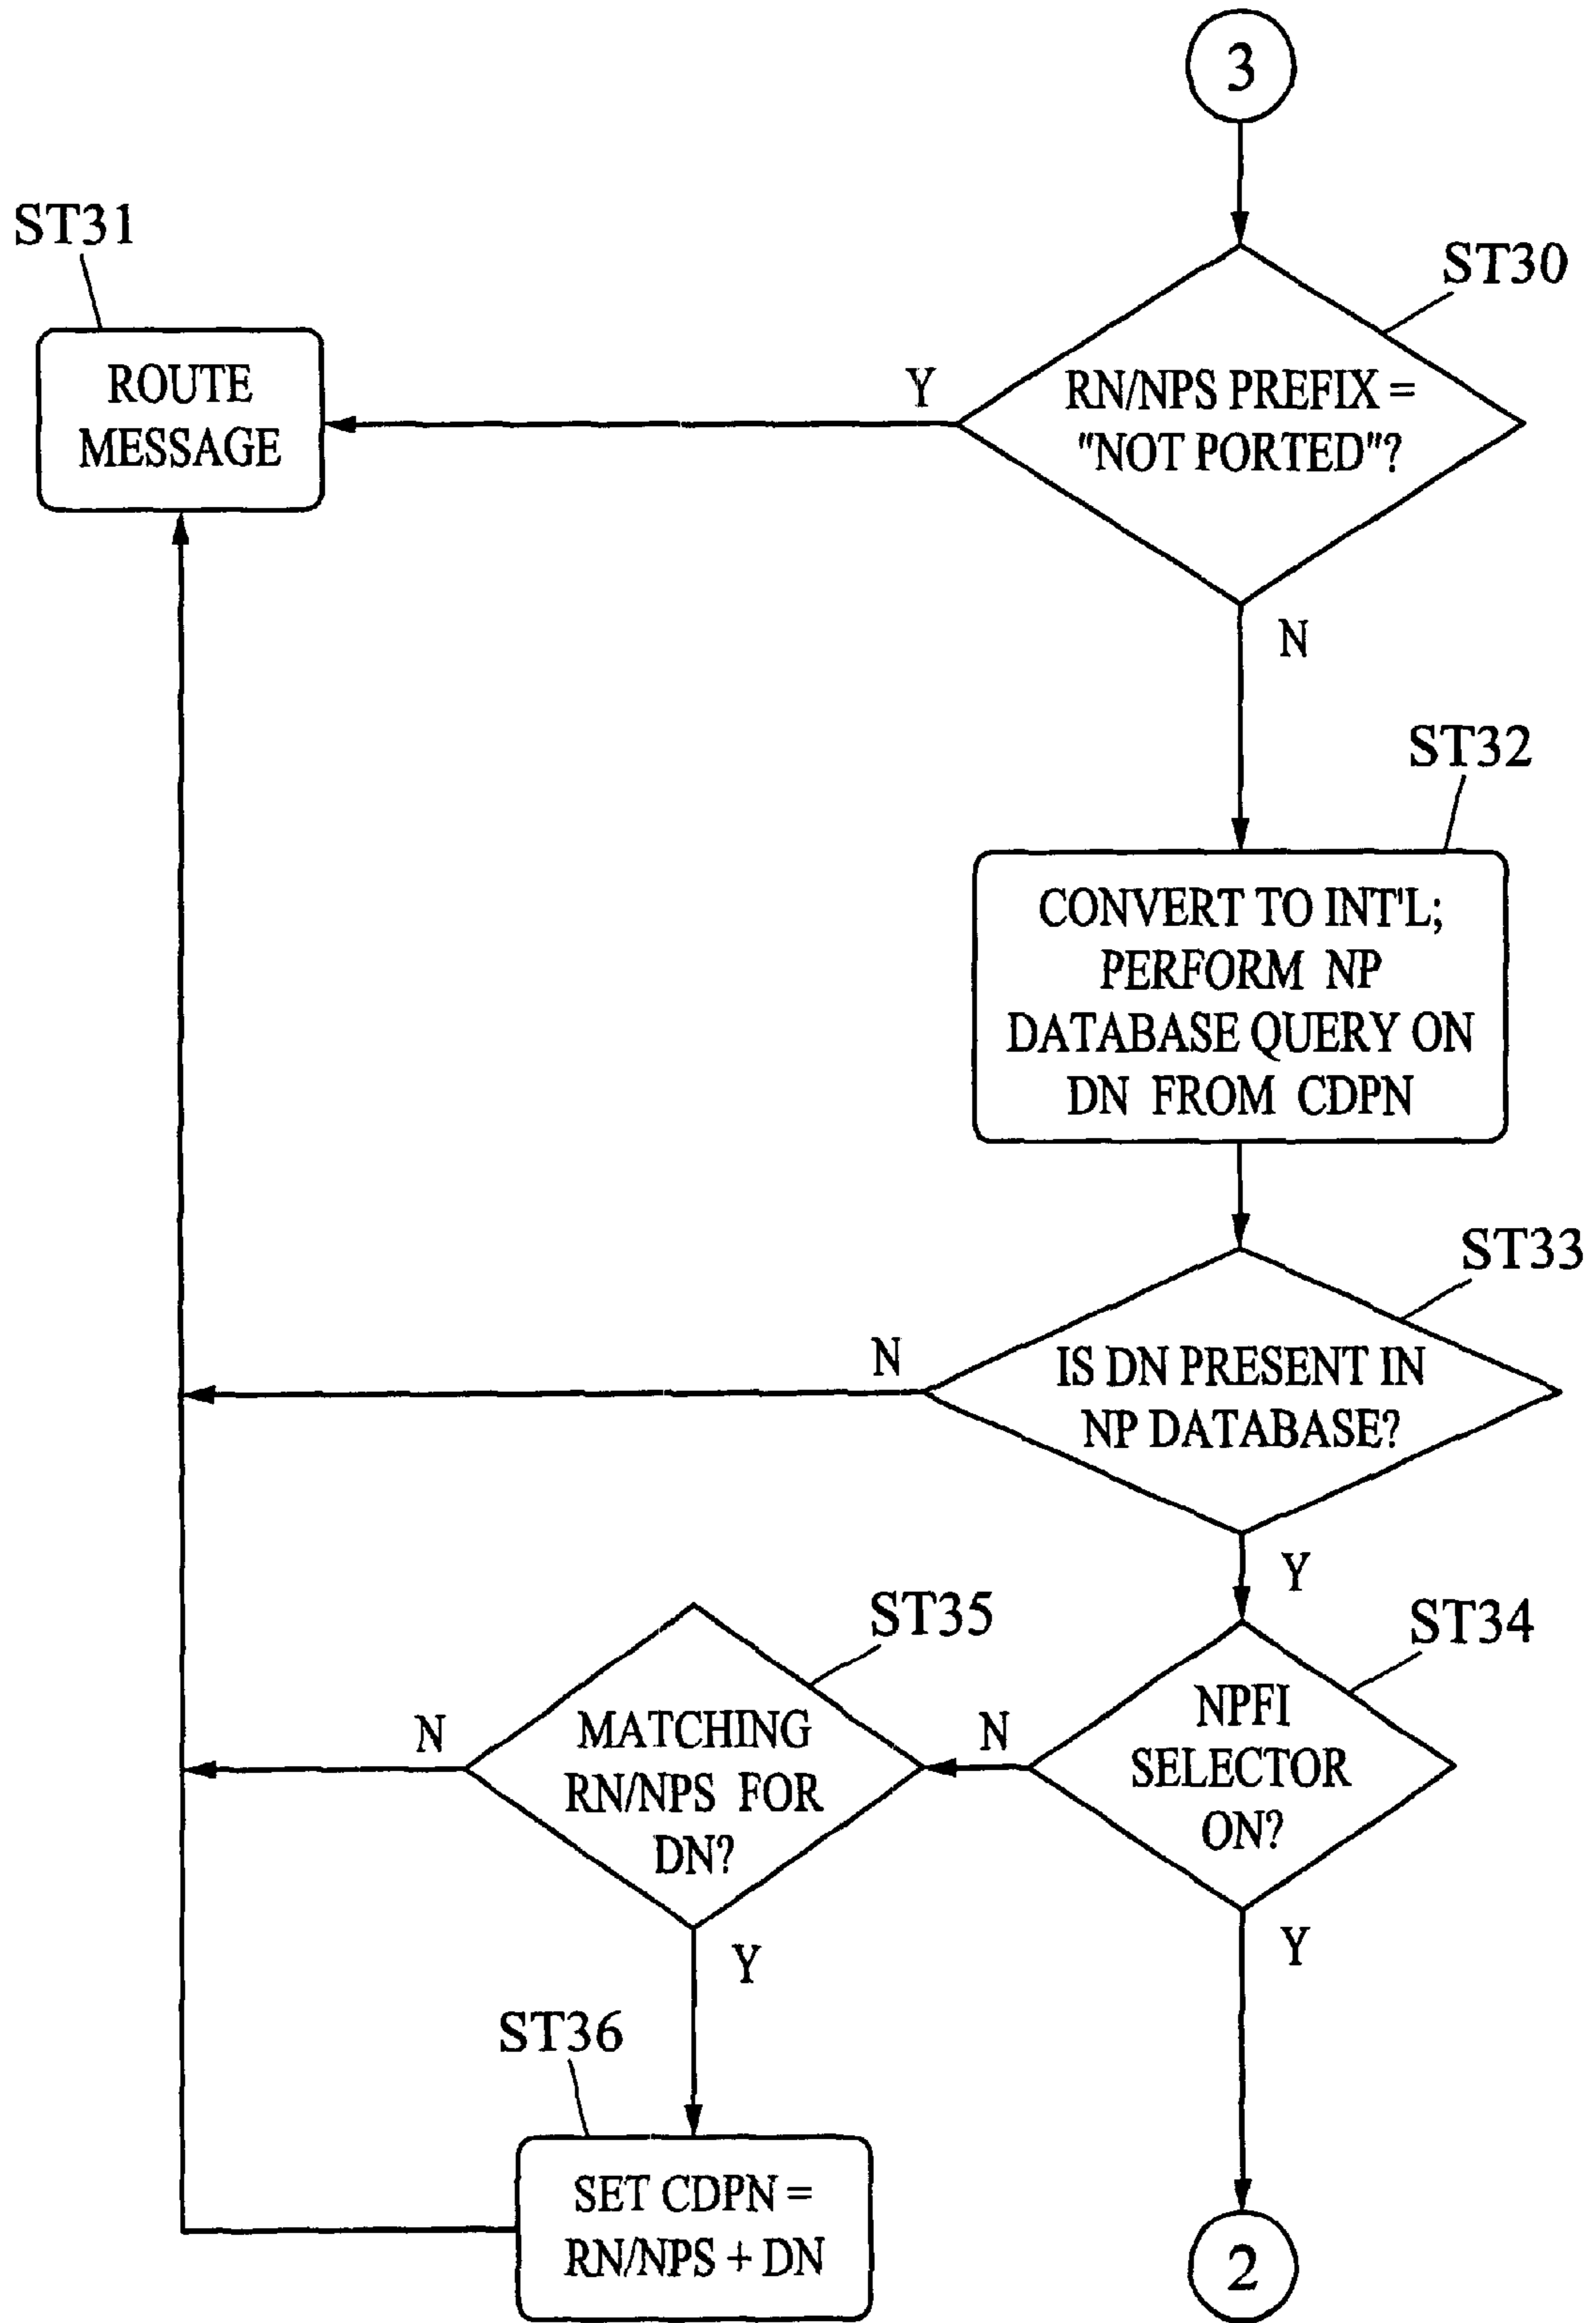 3
ST31
ST30
ROUTE
MESSAGE
Y
RN/NPS PREFIX =
"NOT PORTED"?
N
ST32
CONVERT TO INT'L;
PERFORM NP
DATABASE QUERY ON
DN FROM CDPN
ST33
N
IS DN PRESENT IN
NP DATABASE?
Y
ST35
ST34
N
MATCHING
RN/NPS FOR
DN?
N
NPFI
SELECTOR
ON?
Y
Y
ST36
SET CDPN =
RN/NPS + DN
2